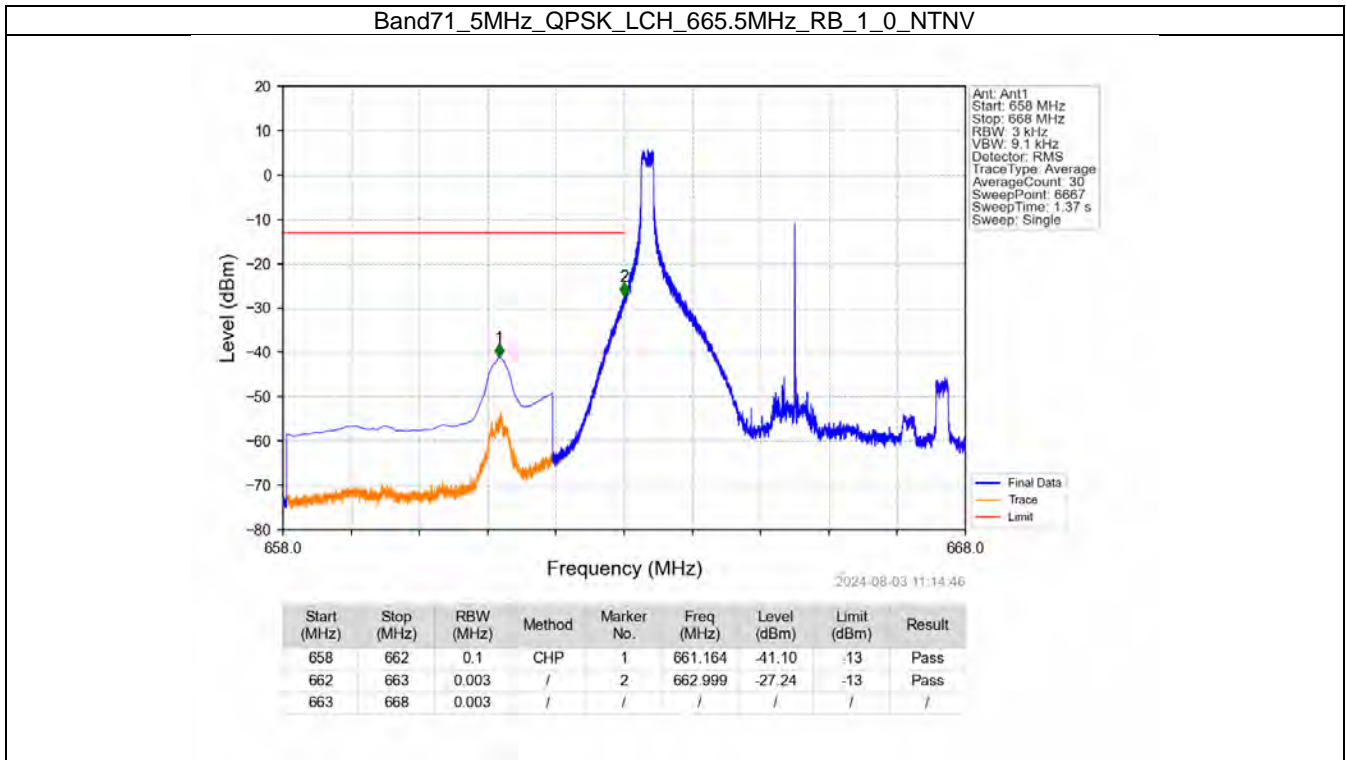 Band71_5MHz_QPSK_LCH_665.5MHz_RB_1_0_NTNV
Ant: Ant1
Start: 658 MHz
Stop: 668 MHz
RBW: 3 kHz
VBW: 9.1 kHz
Detector: RMS
TraceType: Average
AverageCount: 30
SweepPoint: 6667
SweepTime: 1.37 s
Sweep: Single
Level (dBm)
20
10
0
−10
−20
−30
−40
−50
−60
−70
−80
1
2
Final Data
Trace
Limit
658.0
668.0
Frequency (MHz)
2024-08-03 11:14:46
Start (MHz) Stop (MHz) RBW (MHz) Method Marker No. Freq (MHz) Level (dBm) Limit (dBm) Result
658 662 0.1 CHP 1 661.164 -41.10 -13 Pass
662 663 0.003 / 2 662.999 -27.24 -13 Pass
663 668 0.003 / / / / / /